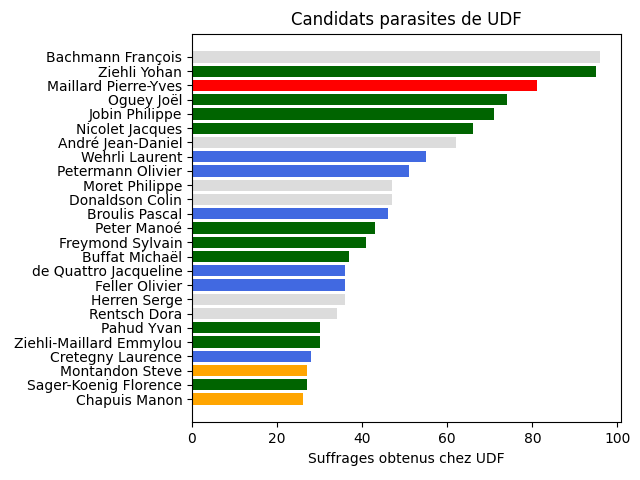 Candidats parasites de UDF
Bachmann François
Ziehli Yohan
Maillard Pierre-Yves
Oguey Joël
Jobin Philippe
Nicolet Jacques
André Jean-Daniel
Wehrli Laurent
Petermann Olivier
Moret Philippe
Donaldson Colin
Broulis Pascal
Peter Manoé
Freymond Sylvain
Buffat Michaël
de Quattro Jacqueline
Feller Olivier
Herren Serge
Rentsch Dora
Pahud Yvan
Ziehli-Maillard Emmylou
Cretegny Laurence
Montandon Steve
Sager-Koenig Florence
Chapuis Manon
0 20 40 60 80 100
Suffrages obtenus chez UDF